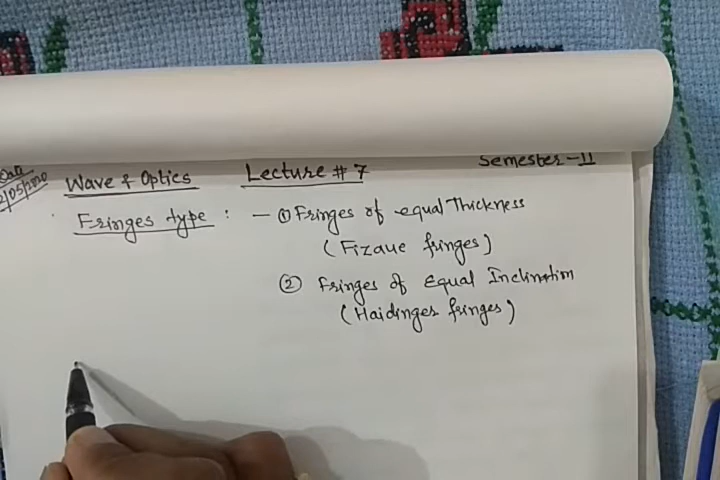 Wave & Optics Lecture # 7 Semester-II
Fringes type : - ① Fringes of equal Thickness
(Fizaue fringes)
② Fringes of Equal Inclination
(Haidinges fringes)